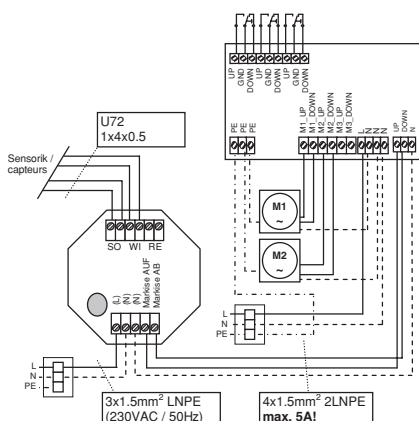 UP
GND
DOWN
UP
GND
DOWN
UP
GND
DOWN
PE
PE
PE
M1_UP
M1_DOWN
M2_UP
M2_DOWN
M3_UP
M3_DOWN
L
N
N
N
UP
DOWN
N
U72
1x4x0.5
Sensorik /
capteurs
M1
~
M2
~
SO WI RE
(L)
(N)
(N)
Markise AUF
Markise AB
L
N
PE
L
N
PE
3x1.5mm² LNPE
(230VAC / 50Hz)
4x1.5mm² 2LNPE
max. 5A!